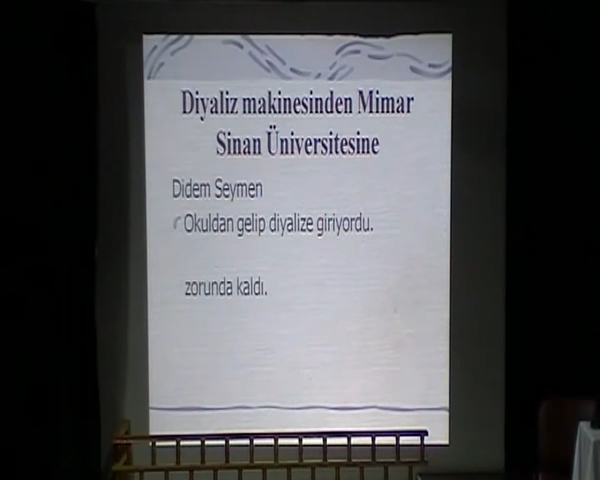 Diyaliz makinesinden Mimar
Sinan Üniversitesine
Didem Seymen
Okuldan gelip diyalize giriyordu.
zorunda kaldı.